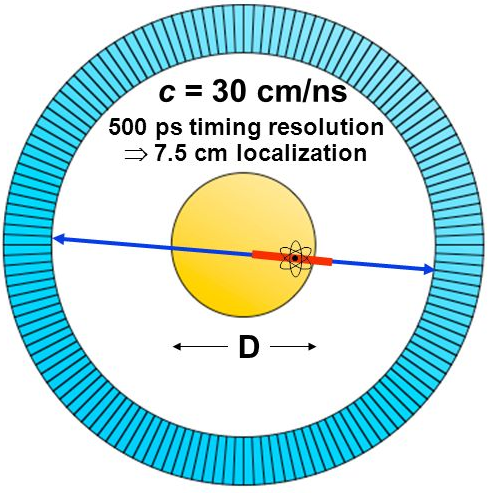 c = 30 cm/ns
500 ps timing resolution
⇒ 7.5 cm localization
D